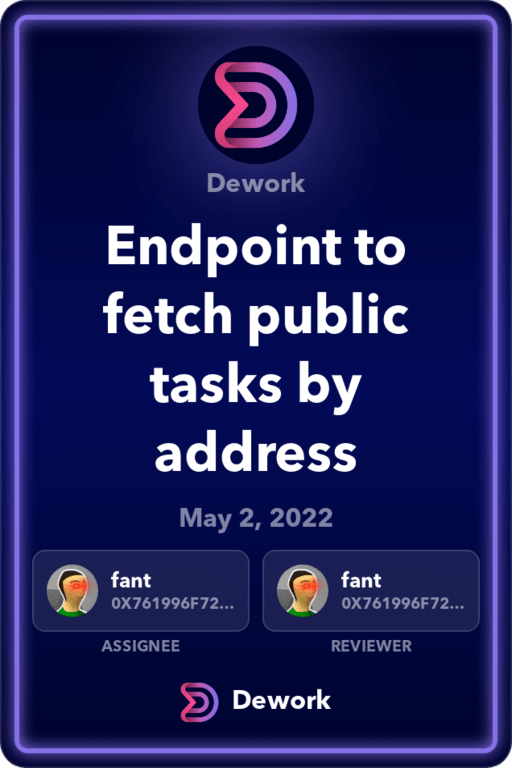 Dework
Endpoint to
fetch public
tasks by
address
May 2, 2022
fant
0X761996F72...
ASSIGNEE
fant
0X761996F72...
REVIEWER
Dework